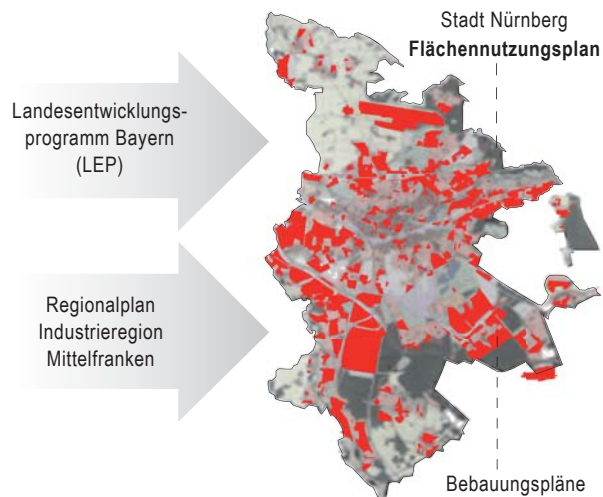 Stadt Nürnberg
Flächennutzungsplan
Landesentwicklungs-
programm Bayern
(LEP)
Regionalplan
Industrieregion
Mittelfranken
Bebauungspläne